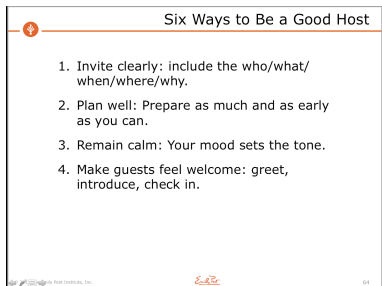 Six Ways to Be a Good Host
1. Invite clearly: include the who/what/
when/where/why.
2. Plan well: Prepare as much and as early
as you can.
3. Remain calm: Your mood sets the tone.
4. Make guests feel welcome: greet,
introduce, check in.
Post Institute, Inc.
Emily Post
64